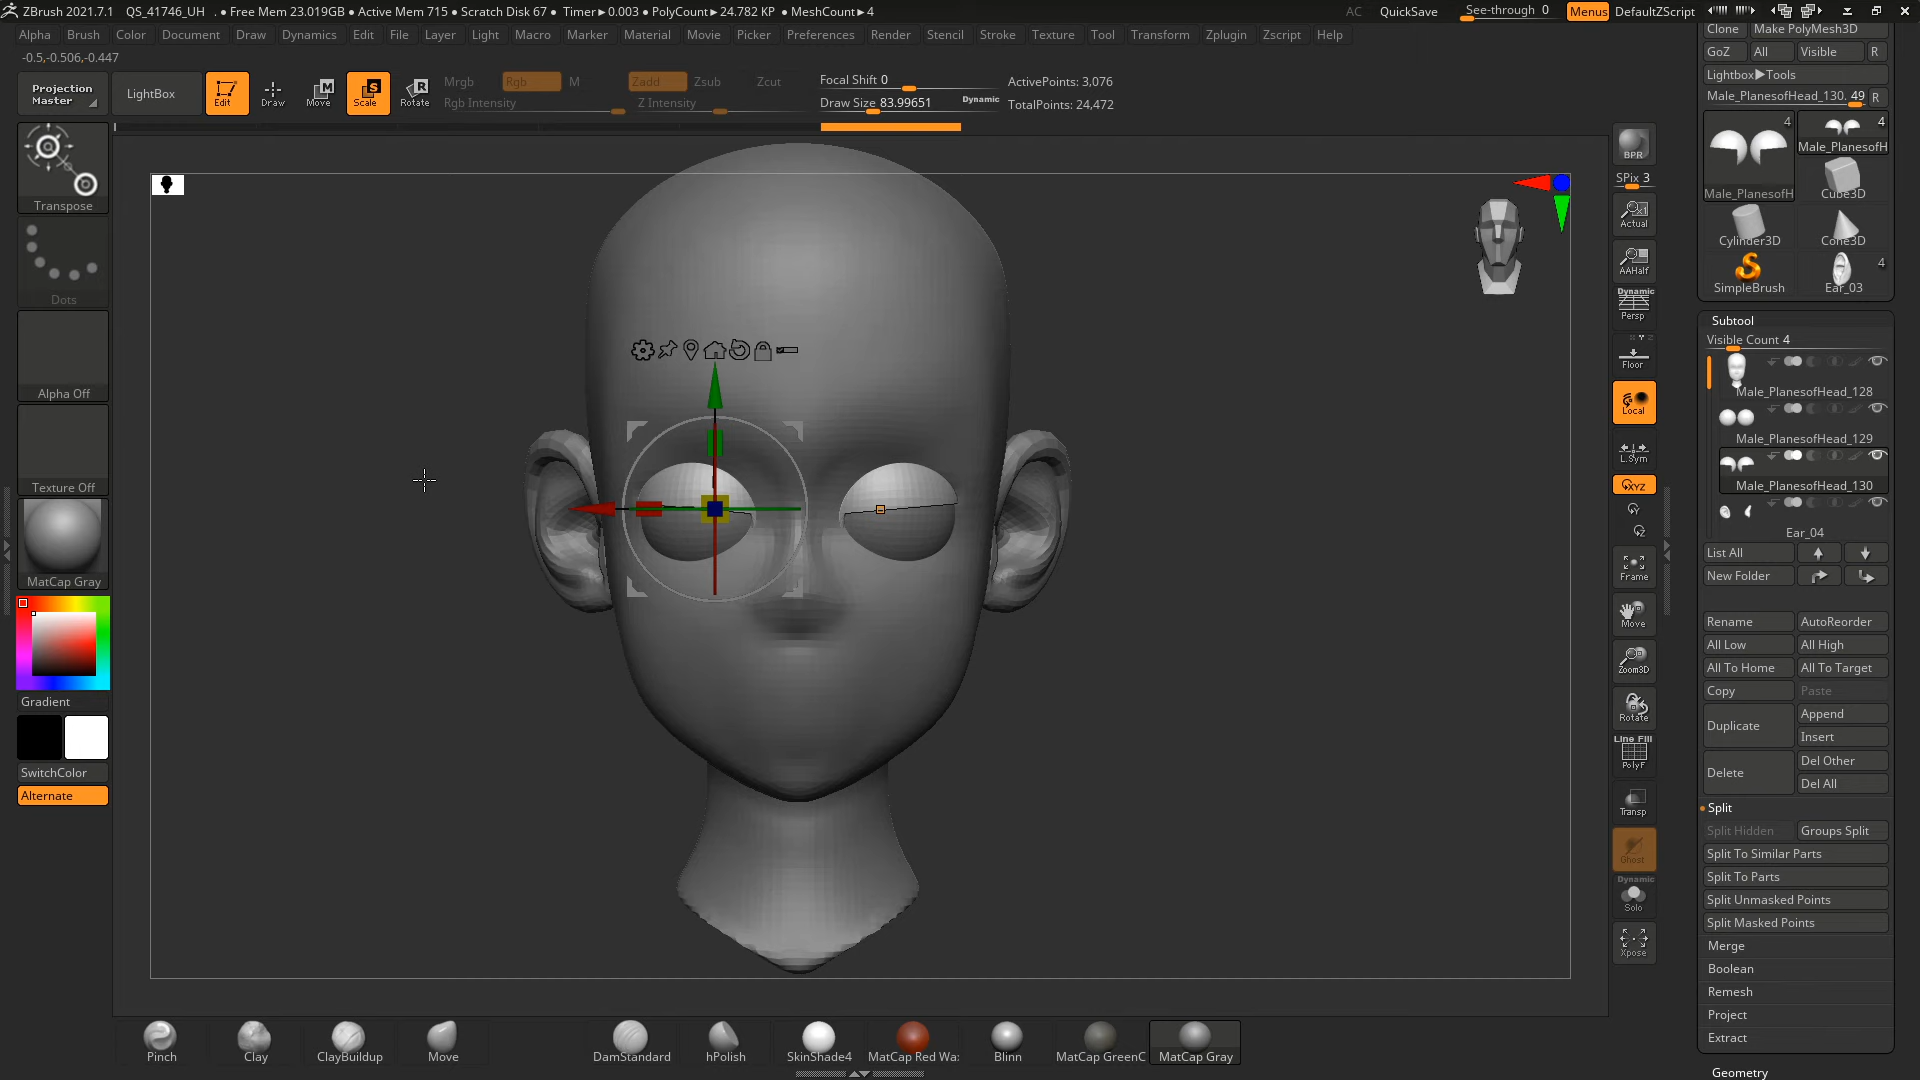 ZBrush 2021.7.1 QS_41746_UH . • Free Mem 23.019GB • Active Mem 715 • Scratch Disk 67 • Timer►0.003 • PolyCount►24.782 KP • MeshCount►4 AC QuickSave See-through 0 Menus DefaultZScript
Alpha Brush Color Document Draw Dynamics Edit File Layer Light Macro Marker Material Movie Picker Preferences Render Stencil Stroke Texture Tool Transform Zplugin Zscript Help
-0.5,-0.506,-0.447
Projection Master
LightBox
Edit
Draw
Move
Scale
Rotate
Mrgb Rgb M
Rgb Intensity
Zadd Zsub Zcut
Z Intensity
Focal Shift 0
Draw Size 83.99651 Dynamic
ActivePoints: 3,076
TotalPoints: 24,472
Transpose
Dots
Alpha Off
Texture Off
MatCap Gray
Gradient
SwitchColor
Alternate
BPR
SPix 3
Actual
AAHalf
Dynamic
Persp
Floor
Local
L.Sym
XYZ
Frame
Move
Zoom3D
Rotate
Line Fill
PolyF
Transp
Ghost
Dynamic
Solo
Xpose
Clone Make PolyMesh3D
GoZ All Visible R
Lightbox►Tools
Male_PlanesofHead_130. 49 R
4 4
Male_PlanesofH
Male_PlanesofH Cube3D
Cylinder3D Cone3D
4
SimpleBrush Ear_03
Subtool
Visible Count 4
Male_PlanesofHead_128
Male_PlanesofHead_129
Male_PlanesofHead_130
Ear_04
List All
New Folder
Rename AutoReorder
All Low All High
All To Home All To Target
Copy Paste
Duplicate Append
Insert
Delete Del Other
Del All
Split
Split Hidden Groups Split
Split To Similar Parts
Split To Parts
Split Unmasked Points
Split Masked Points
Merge
Boolean
Remesh
Project
Extract
Geometry
Pinch Clay ClayBuildup Move DamStandard hPolish SkinShade4 MatCap Red Wa: Blinn MatCap GreenC MatCap Gray